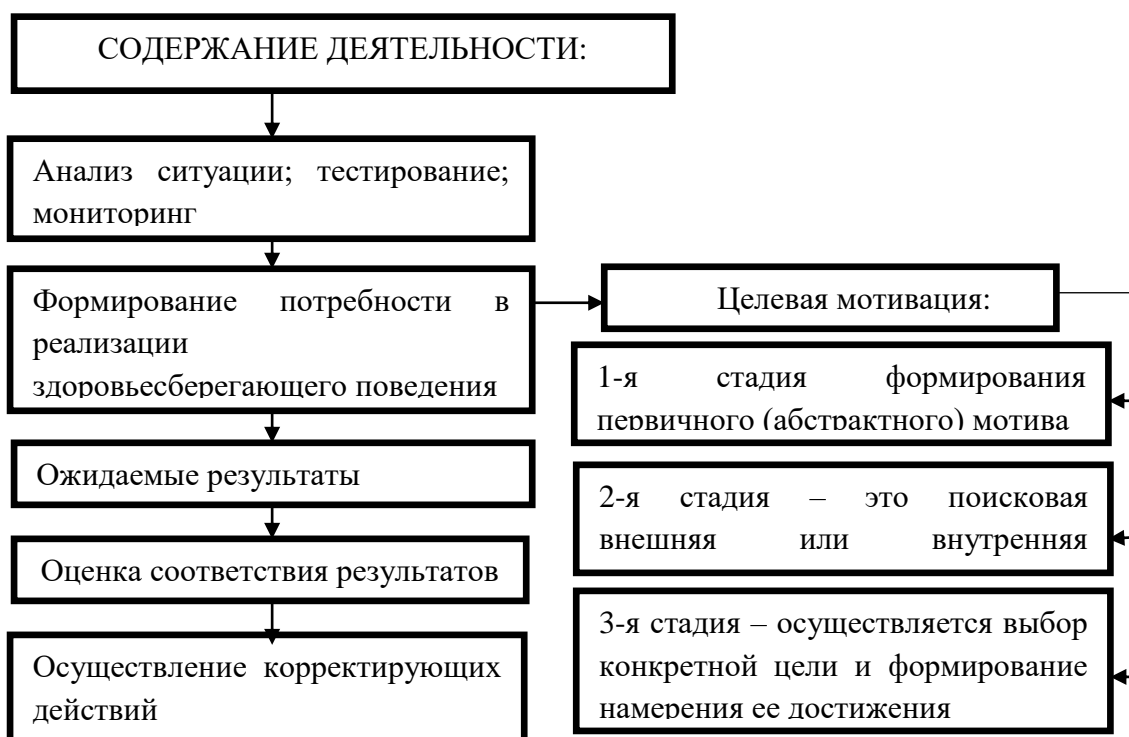 СОДЕРЖАНИЕ ДЕЯТЕЛЬНОСТИ:
Анализ ситуации; тестирование;
мониторинг
Формирование потребности в
реализации
здоровьесберегающего поведения
Ожидаемые результаты
Оценка соответствия результатов
Осуществление корректирующих
действий
Целевая мотивация:
1-я стадия формирования
первичного (абстрактного) мотива
2-я стадия – это поисковая
внешняя или внутренняя
3-я стадия – осуществляется выбор
конкретной цели и формирование
намерения ее достижения